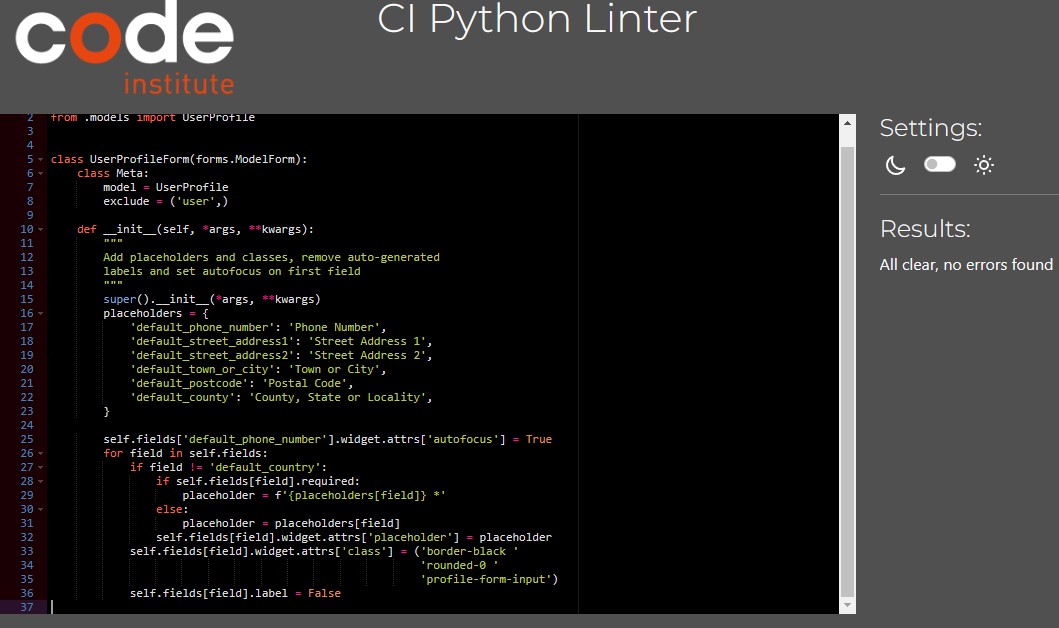 code
institute
CI Python Linter
2 from .models import UserProfile
3
4
5 class UserProfileForm(forms.ModelForm):
6     class Meta:
7         model = UserProfile
8         exclude = ('user',)
9
10     def __init__(self, *args, **kwargs):
11         """
12         Add placeholders and classes, remove auto-generated
13         labels and set autofocus on first field
14         """
15         super().__init__(*args, **kwargs)
16         placeholders = {
17             'default_phone_number': 'Phone Number',
18             'default_street_address1': 'Street Address 1',
19             'default_street_address2': 'Street Address 2',
20             'default_town_or_city': 'Town or City',
21             'default_postcode': 'Postal Code',
22             'default_county': 'County, State or Locality',
23         }
24
25         self.fields['default_phone_number'].widget.attrs['autofocus'] = True
26         for field in self.fields:
27             if field != 'default_country':
28                 if self.fields[field].required:
29                     placeholder = f'{placeholders[field]} *'
30                 else:
31                     placeholder = placeholders[field]
32                 self.fields[field].widget.attrs['placeholder'] = placeholder
33             self.fields[field].widget.attrs['class'] = ('border-black '
34                                                         'rounded-0 '
35                                                         'profile-form-input')
36             self.fields[field].label = False
37
Settings:
Results:
All clear, no errors found